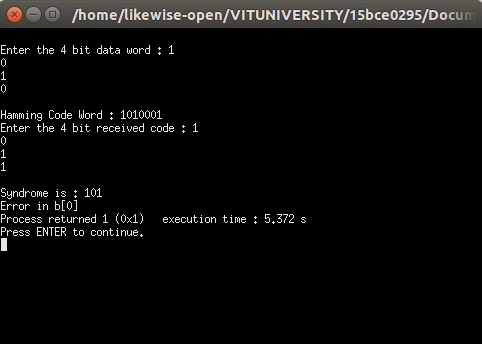 /home/likewise-open/VITUNIVERSITY/15bce0295/Docum
Enter the 4 bit data word : 1
0
1
0
Hamming Code Word : 1010001
Enter the 4 bit received code : 1
0
1
1
Syndrome is : 101
Error in b[0]
Process returned 1 (0x1)   execution time : 5.372 s
Press ENTER to continue.